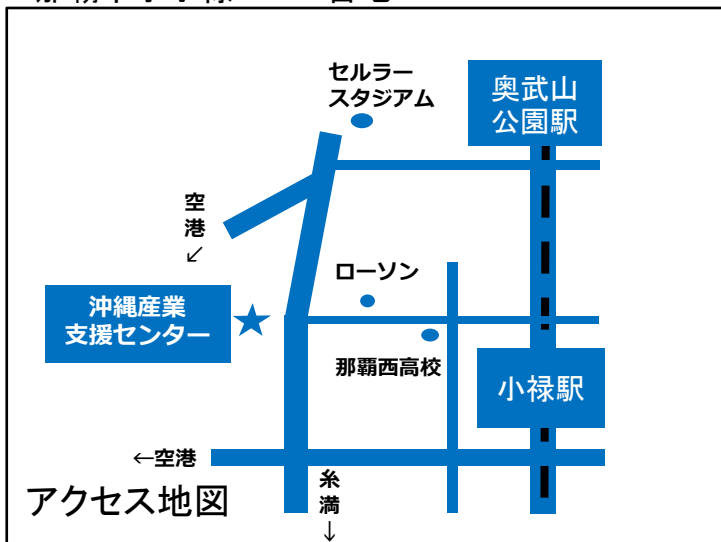 セルラー
スタジアム
奥武山
公園駅
空
港
↙
ローソン
沖縄産業
支援センター
那覇西高校
小禄駅
←空港
糸
満
↓
アクセス地図